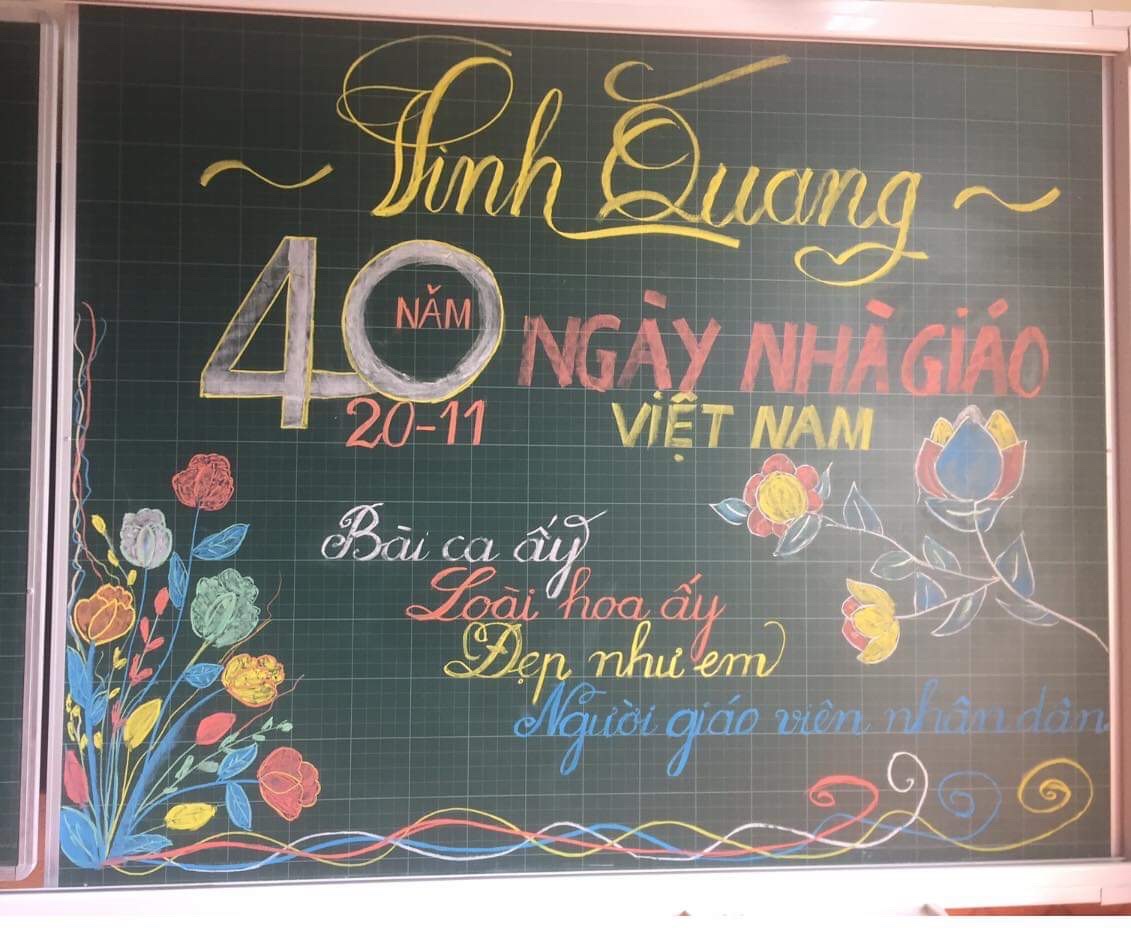 ~ Vinh Quang ~
40 NĂM NGÀY NHÀ GIÁO
20-11 VIỆT NAM
Bài ca ấy
Loài hoa ấy
Đẹp như em
Người giáo viên nhân dân